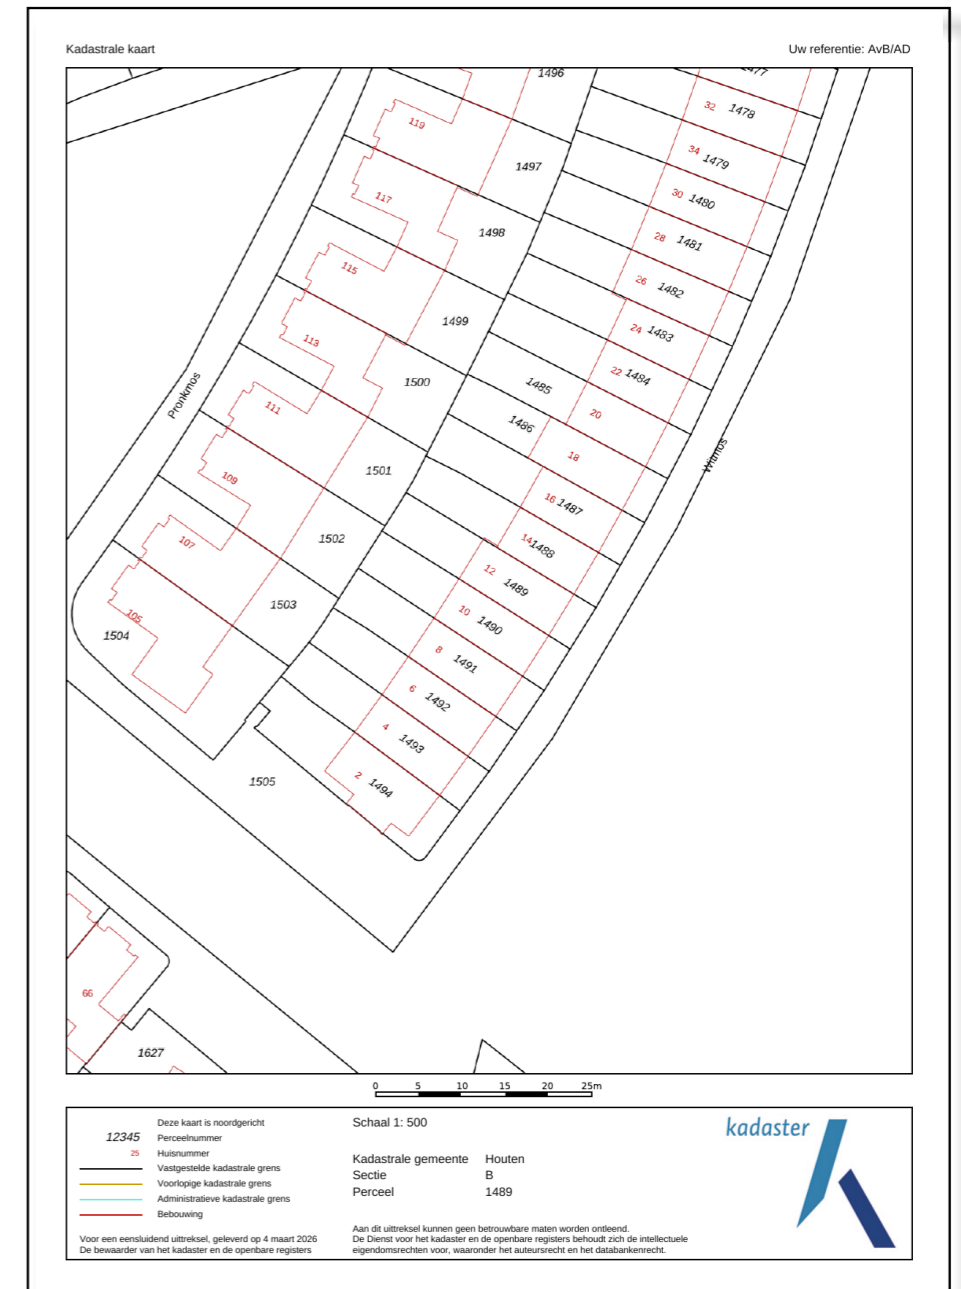 Kadastrale kaart
Uw referentie: AvB/AD
1496
1477
32 1478
119
34 1479
1497
30 1480
117
1498
28 1481
115
26 1482
1499
24 1483
113
22 1484
1500
1485
20
111
1486
Pronkmos
18
Witmos
1501
109
16 1487
1502
14 1488
107
12 1489
1503
10 1490
105
1504
8 1491
6 1492
4 1493
2 1494
1505
66
1627
0 5 10 15 20 25m
Deze kaart is noordgericht
12345 Perceelnummer
25 Huisnummer
Vastgestelde kadastrale grens
Voorlopige kadastrale grens
Administratieve kadastrale grens
Bebouwing
Voor een eensluidend uittreksel, geleverd op 4 maart 2026
De bewaarder van het kadaster en de openbare registers
Schaal 1: 500
Kadastrale gemeente Houten
Sectie B
Perceel 1489
Aan dit uittreksel kunnen geen betrouwbare maten worden ontleend.
De Dienst voor het kadaster en de openbare registers behoudt zich de intellectuele
eigendomsrechten voor, waaronder het auteursrecht en het databankenrecht.
kadaster